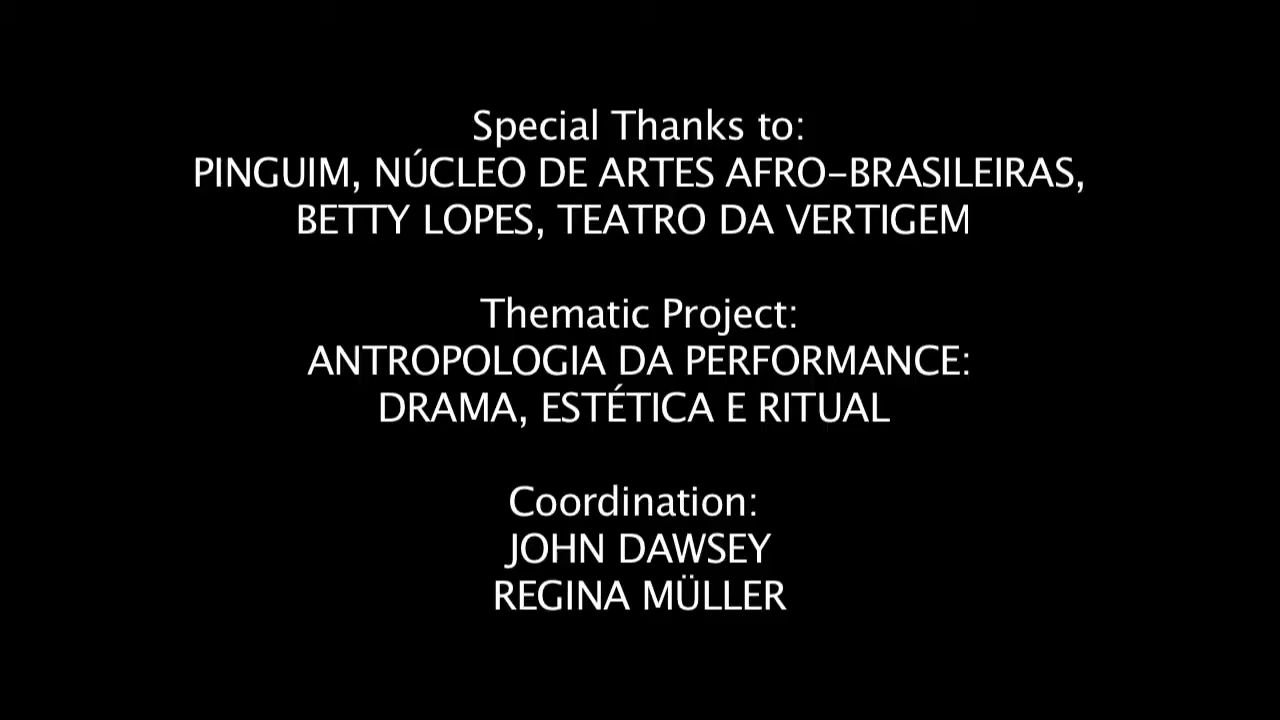 Special Thanks to:
PINGUIM, NÚCLEO DE ARTES AFRO-BRASILEIRAS,
BETTY LOPES, TEATRO DA VERTIGEM
Thematic Project:
ANTROPOLOGIA DA PERFORMANCE:
DRAMA, ESTÉTICA E RITUAL
Coordination:
JOHN DAWSEY
REGINA MÜLLER